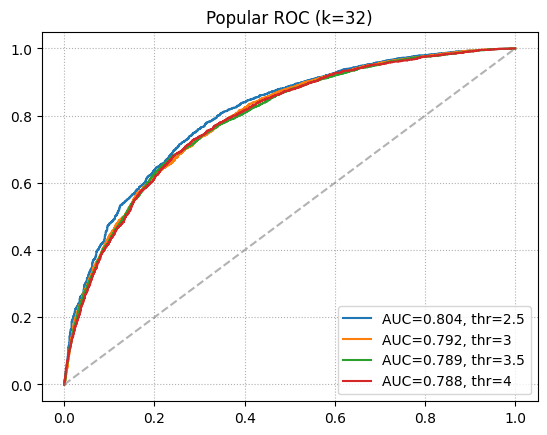 Popular ROC (k=32)
1.0
0.8
0.6
0.4
0.2
0.0
AUC=0.804, thr=2.5
AUC=0.792, thr=3
AUC=0.789, thr=3.5
AUC=0.788, thr=4
0.0 0.2 0.4 0.6 0.8 1.0